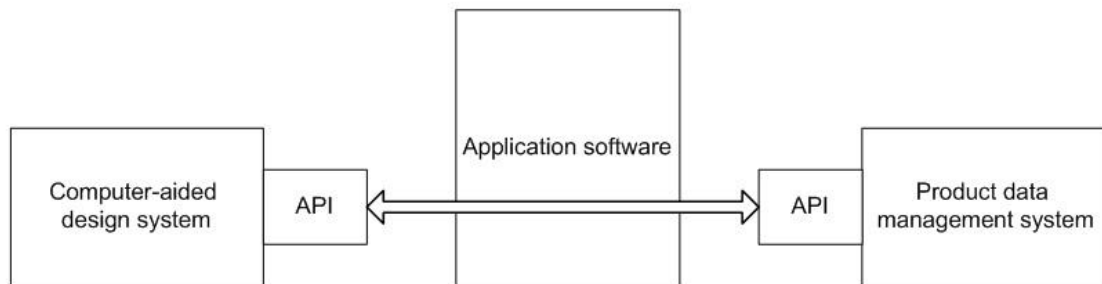 Computer-aided
design system
API
Application software
API
Product data
management system